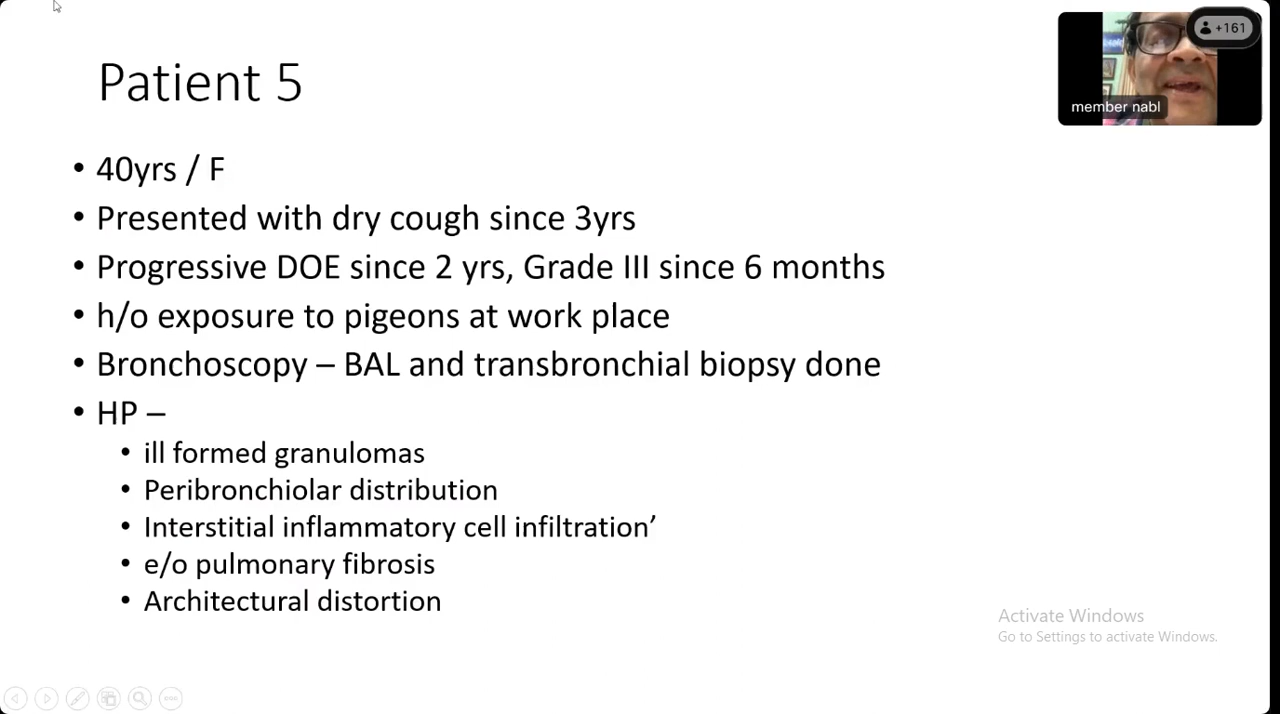 Patient 5
+161
member nabl
• 40yrs / F
• Presented with dry cough since 3yrs
• Progressive DOE since 2 yrs, Grade III since 6 months
• h/o exposure to pigeons at work place
• Bronchoscopy – BAL and transbronchial biopsy done
• HP –
• ill formed granulomas
• Peribronchiolar distribution
• Interstitial inflammatory cell infiltration’
• e/o pulmonary fibrosis
• Architectural distortion
Activate Windows
Go to Settings to activate Windows.